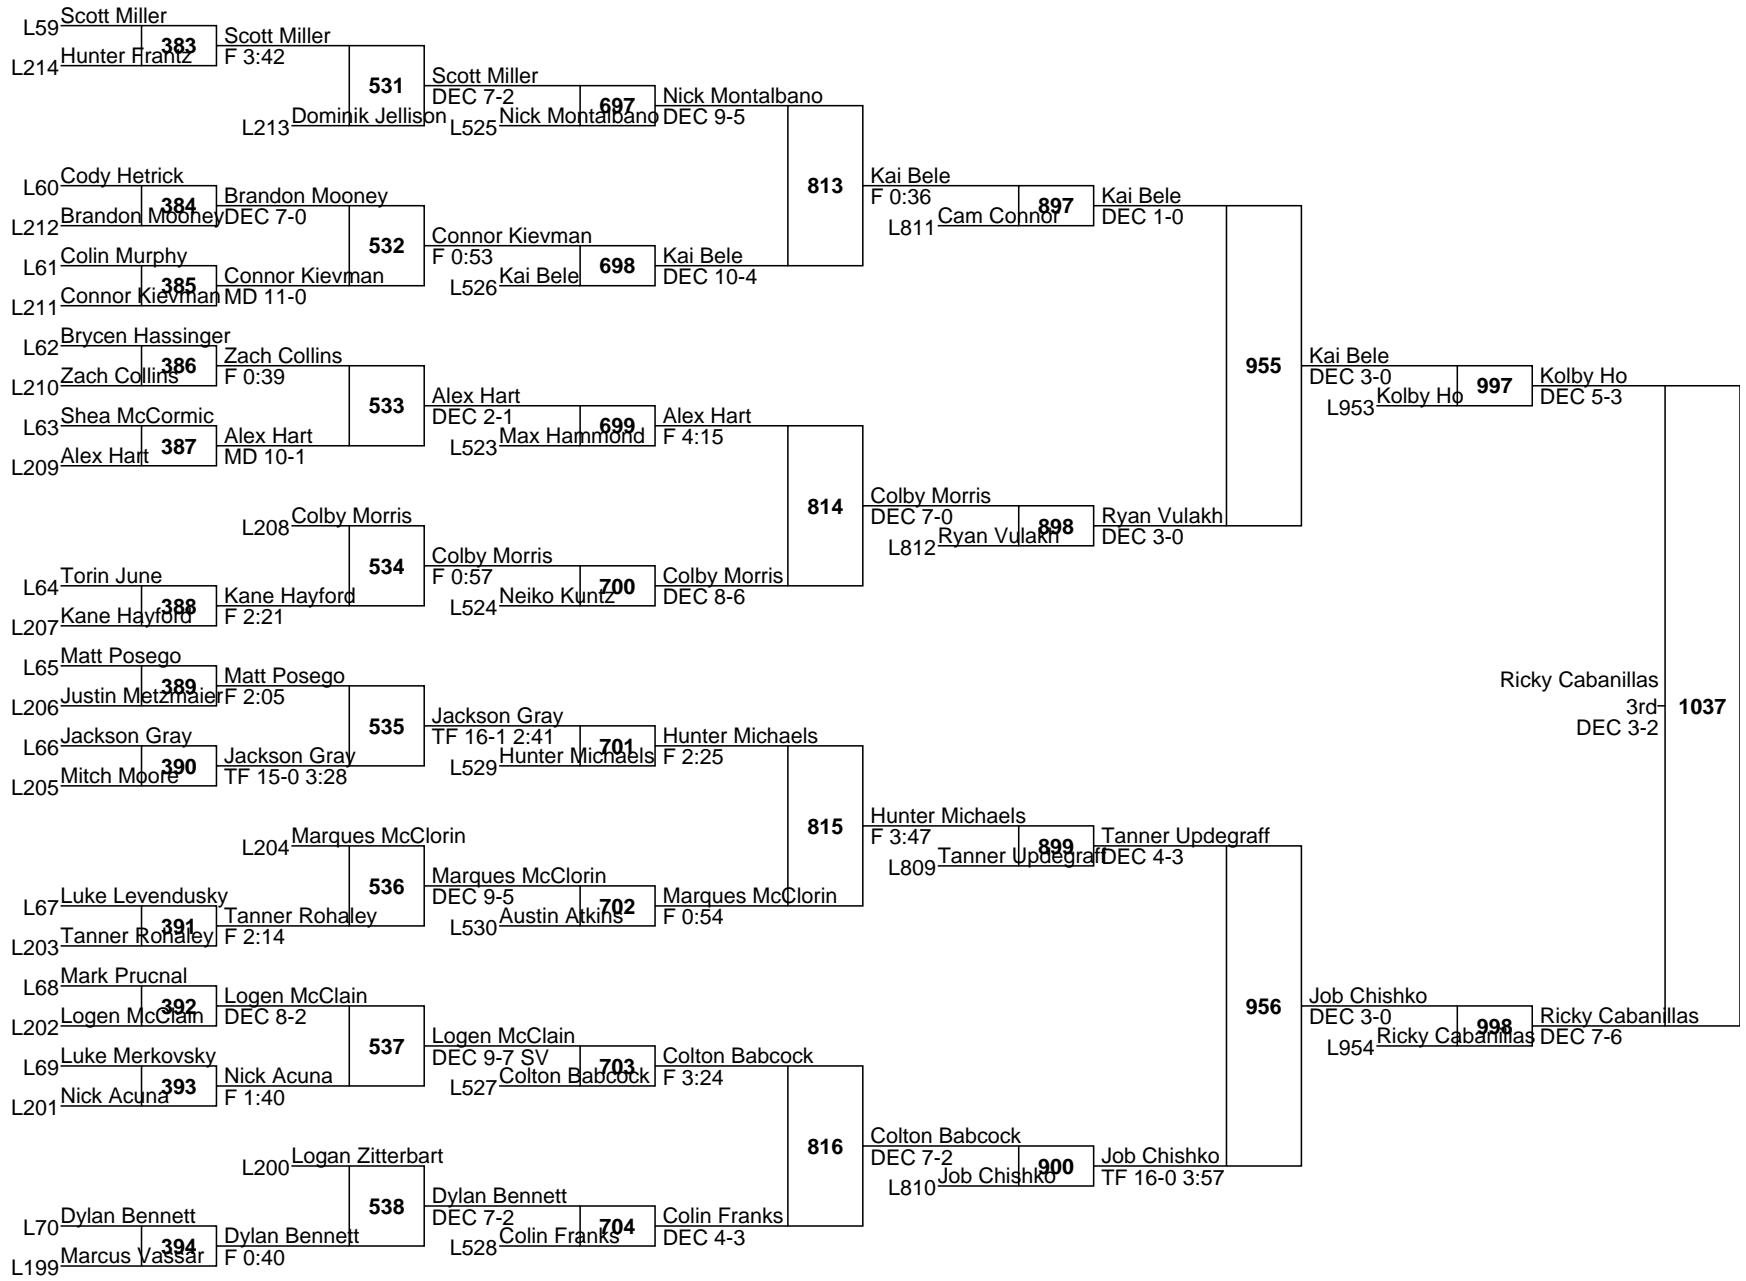 L59 Scott Miller
383
L214 Hunter Frantz
Scott Miller
F 3:42
531
L213 Dominik Jellison
Scott Miller
DEC 7-2
697
L525 Nick Montalbano
Nick Montalbano
DEC 9-5
L60 Cody Hetrick
384
L212 Brandon Mooney
Brandon Mooney
DEC 7-0
532
L61 Colin Murphy
385
L211 Connor Kievman
Connor Kievman
MD 11-0
Connor Kievman
F 0:53
698
L526 Kai Bele
Kai Bele
DEC 10-4
813
Kai Bele
F 0:36
897
L811 Cam Connor
Kai Bele
DEC 1-0
L62 Brycen Hassinger
386
L210 Zach Collins
Zach Collins
F 0:39
533
L63 Shea McCormic
387
L209 Alex Hart
Alex Hart
MD 10-1
Alex Hart
DEC 2-1
699
L523 Max Hammond
Alex Hart
F 4:15
L208 Colby Morris
534
L64 Torin June
388
L207 Kane Hayford
Kane Hayford
F 2:21
Colby Morris
F 0:57
700
L524 Neiko Kuntz
Colby Morris
DEC 8-6
814
Colby Morris
DEC 7-0
898
L812 Ryan Vulakh
Ryan Vulakh
DEC 3-0
955
Kai Bele
DEC 3-0
997
L953 Kolby Ho
Kolby Ho
DEC 5-3
L65 Matt Posego
389
L206 Justin Metzmaier
Matt Posego
F 2:05
535
L66 Jackson Gray
390
L205 Mitch Moore
Jackson Gray
TF 15-0 3:28
Jackson Gray
TF 16-1 2:41
701
L529 Hunter Michaels
Hunter Michaels
F 2:25
L204 Marques McClorin
536
L67 Luke Levendusky
391
L203 Tanner Rohaley
Tanner Rohaley
F 2:14
Marques McClorin
DEC 9-5
702
L530 Austin Atkins
Marques McClorin
F 0:54
815
Hunter Michaels
F 3:47
899
L809 Tanner Updegraff
Tanner Updegraff
DEC 4-3
L68 Mark Prucnal
392
L202 Logen McClain
Logen McClain
DEC 8-2
537
L69 Luke Merkovsky
393
L201 Nick Acuna
Nick Acuna
F 1:40
Logen McClain
DEC 9-7 SV
703
L527 Colton Babcock
Colton Babcock
F 3:24
L200 Logan Zitterbart
538
L70 Dylan Bennett
394
L199 Marcus Vassar
Dylan Bennett
F 0:40
Dylan Bennett
DEC 7-2
704
L528 Colin Franks
Colin Franks
DEC 4-3
816
Colton Babcock
DEC 7-2
900
L810 Job Chishko
Job Chishko
TF 16-0 3:57
956
Job Chishko
DEC 3-0
998
L954 Ricky Cabanillas
Ricky Cabanillas
DEC 7-6
Ricky Cabanillas
3rd
DEC 3-2
1037